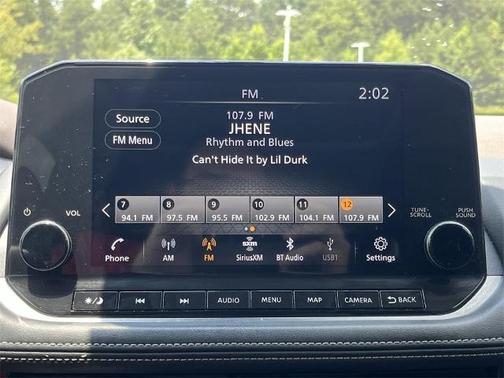 FM
2:02
Source
107.9 FM
JHENE
FM Menu
Rhythm and Blues
Can't Hide It by Lil Durk
7 8 9 10 11 12
94.1 FM 97.5 FM 95.5 FM 102.9 FM 104.1 FM 107.9 FM
VOL
TUNE-
SCROLL
PUSH
SOUND
Phone
AM
FM
sxm
SiriusXM
BT Audio
USB1
Settings
AUDIO
MENU
MAP
CAMERA
BACK